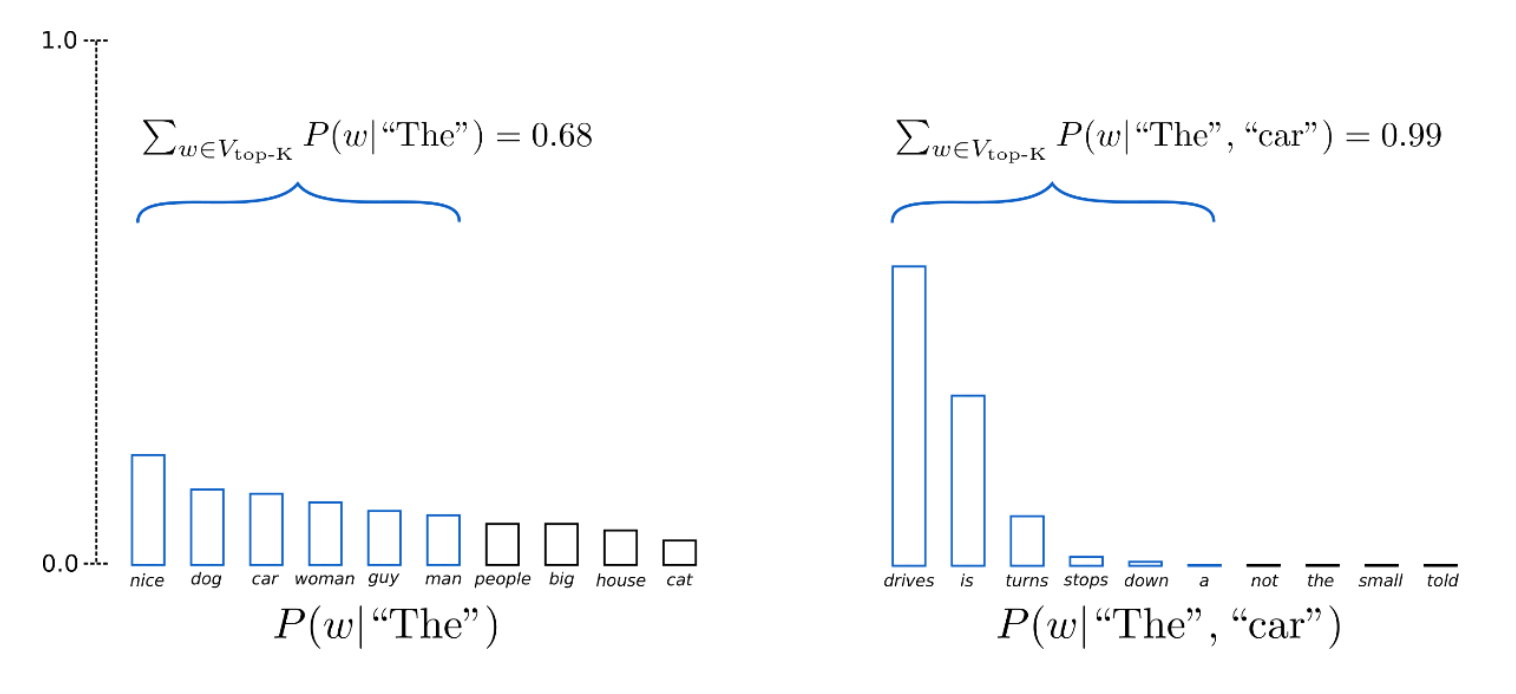 1.0
∑w∈Vtop-K P(w|“The”) = 0.68
0.0
nice dog car woman guy man people big house cat
P(w|“The”)
∑w∈Vtop-K P(w|“The”, “car”) = 0.99
drives is turns stops down a not the small told
P(w|“The”, “car”)